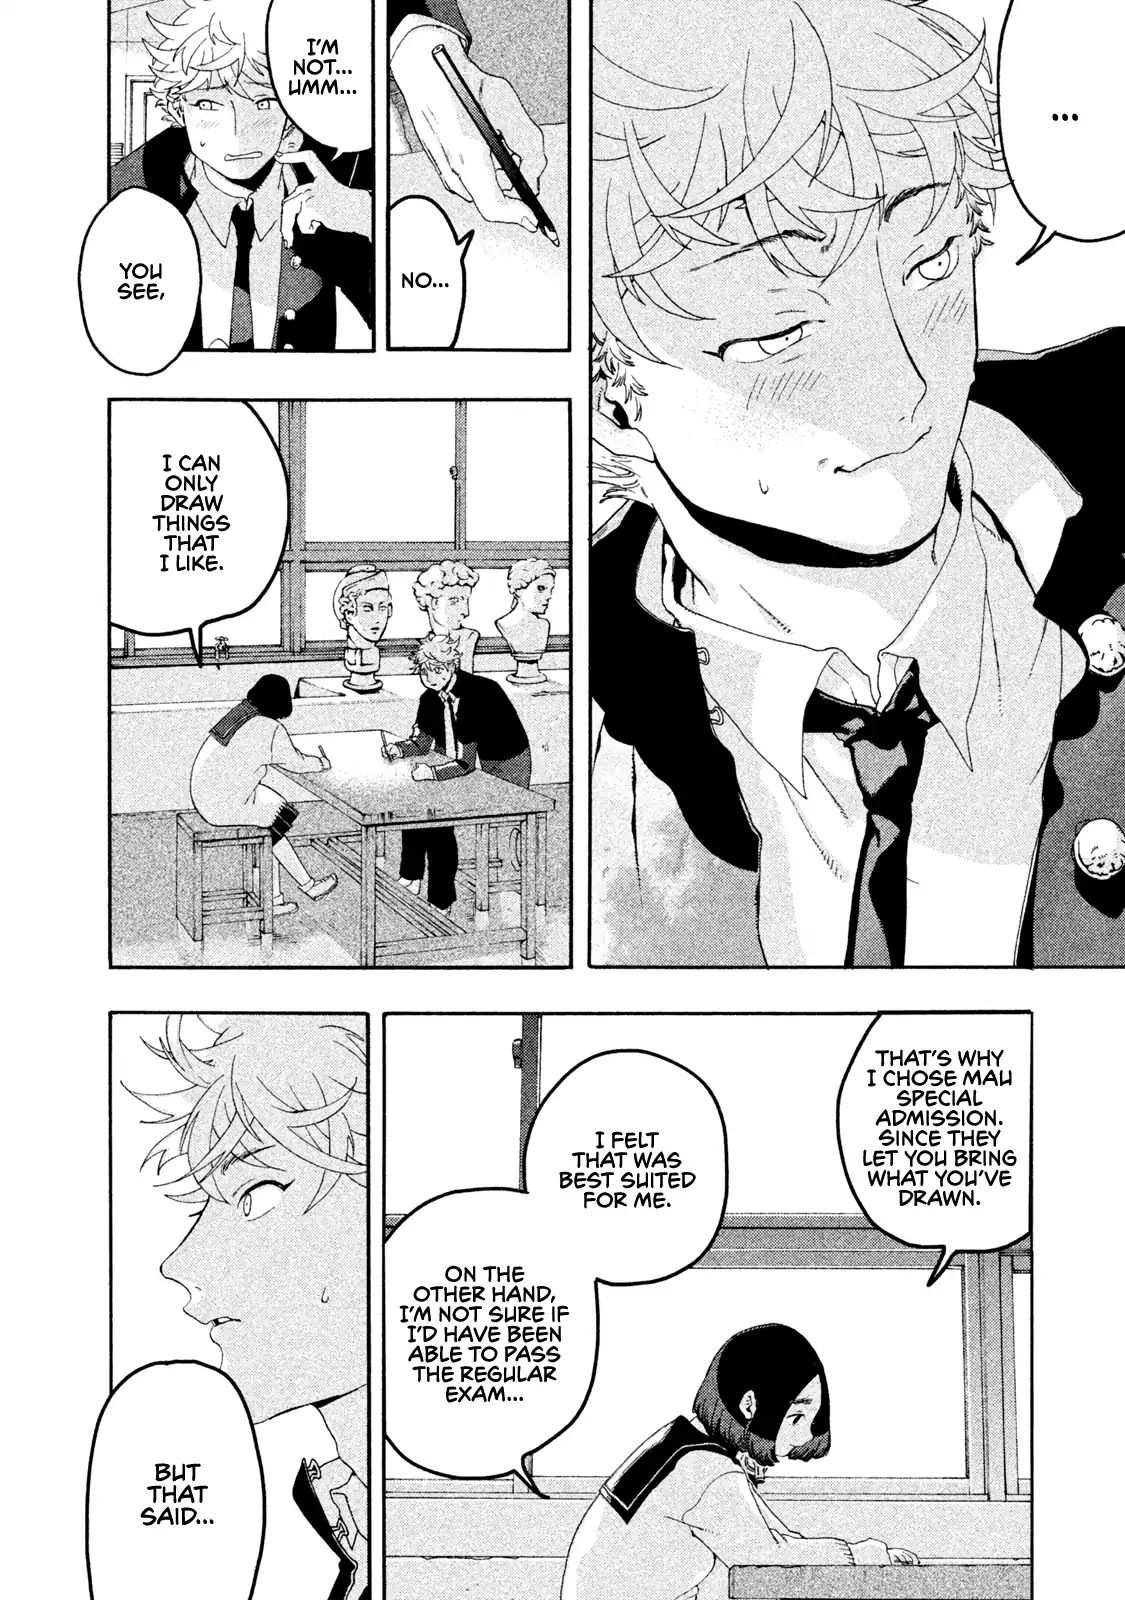 ...
NO...
I'M
NOT...
UMM...
YOU
SEE,
I CAN
ONLY
DRAW
THINGS
THAT
I LIKE.
THAT'S WHY
I CHOSE MAU
SPECIAL
ADMISSION.
SINCE THEY
LET YOU BRING
WHAT YOU'VE
DRAWN.
I FELT
THAT WAS
BEST SUITED
FOR ME.
ON THE
OTHER HAND,
I'M NOT SURE IF
I'D HAVE BEEN
ABLE TO PASS
THE REGULAR
EXAM...
BUT
THAT
SAID...